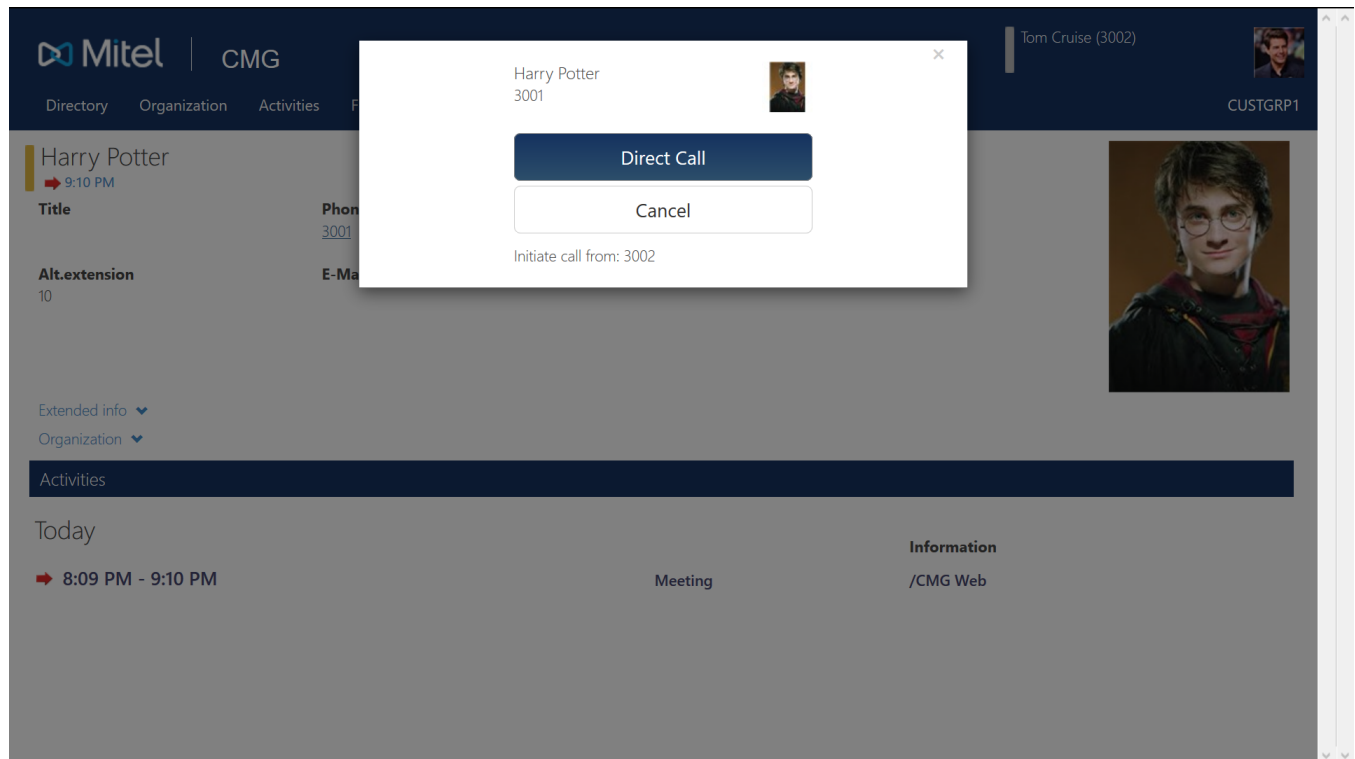 Mitel CMG
Tom Cruise (3002)
Directory Organization Activities F
CUSTGRP1
Harry Potter
3001
Direct Call
Cancel
Initiate call from: 3002
Harry Potter
9:10 PM
Title Phon
3001
Alt.extension E-Ma
10
Extended info
Organization
Activities
Today
Information
8:09 PM - 9:10 PM Meeting /CMG Web